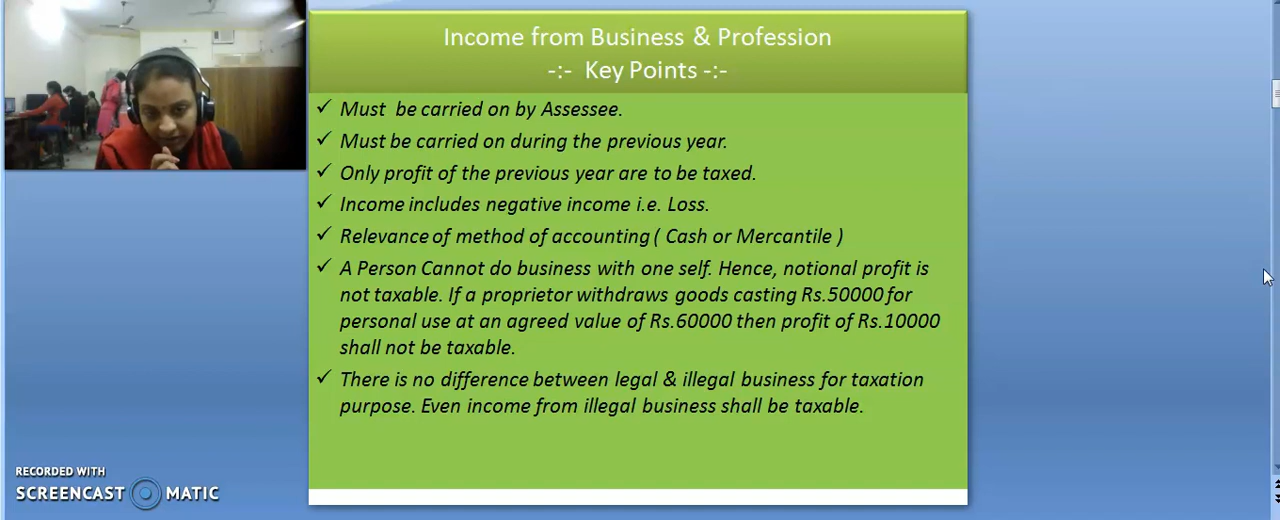 Income from Business & Profession
-:- Key Points -:-
✓ Must be carried on by Assessee.
✓ Must be carried on during the previous year.
✓ Only profit of the previous year are to be taxed.
✓ Income includes negative income i.e. Loss.
✓ Relevance of method of accounting ( Cash or Mercantile )
✓ A Person Cannot do business with one self. Hence, notional profit is
not taxable. If a proprietor withdraws goods casting Rs.50000 for
personal use at an agreed value of Rs.60000 then profit of Rs.10000
shall not be taxable.
✓ There is no difference between legal & illegal business for taxation
purpose. Even income from illegal business shall be taxable.
RECORDED WITH
SCREENCAST MATIC